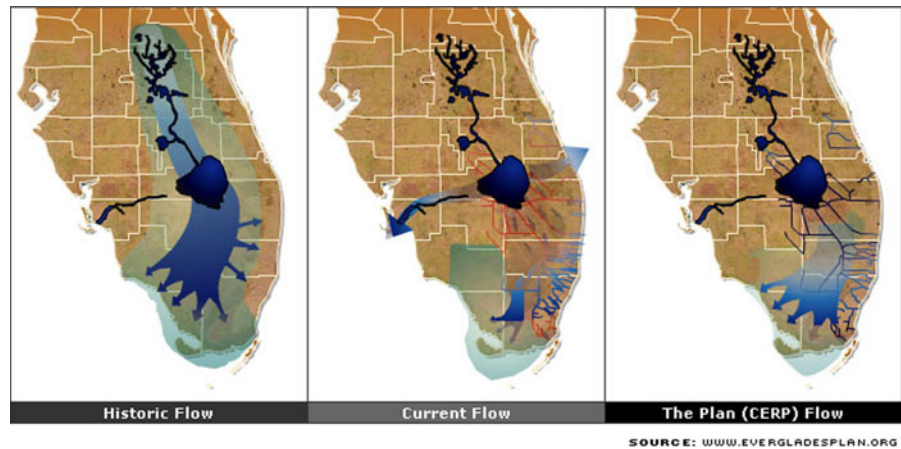 Historic Flow
Current Flow
The Plan (CERP) Flow
SOURCE: WWW.EVERGLADESPLAN.ORG